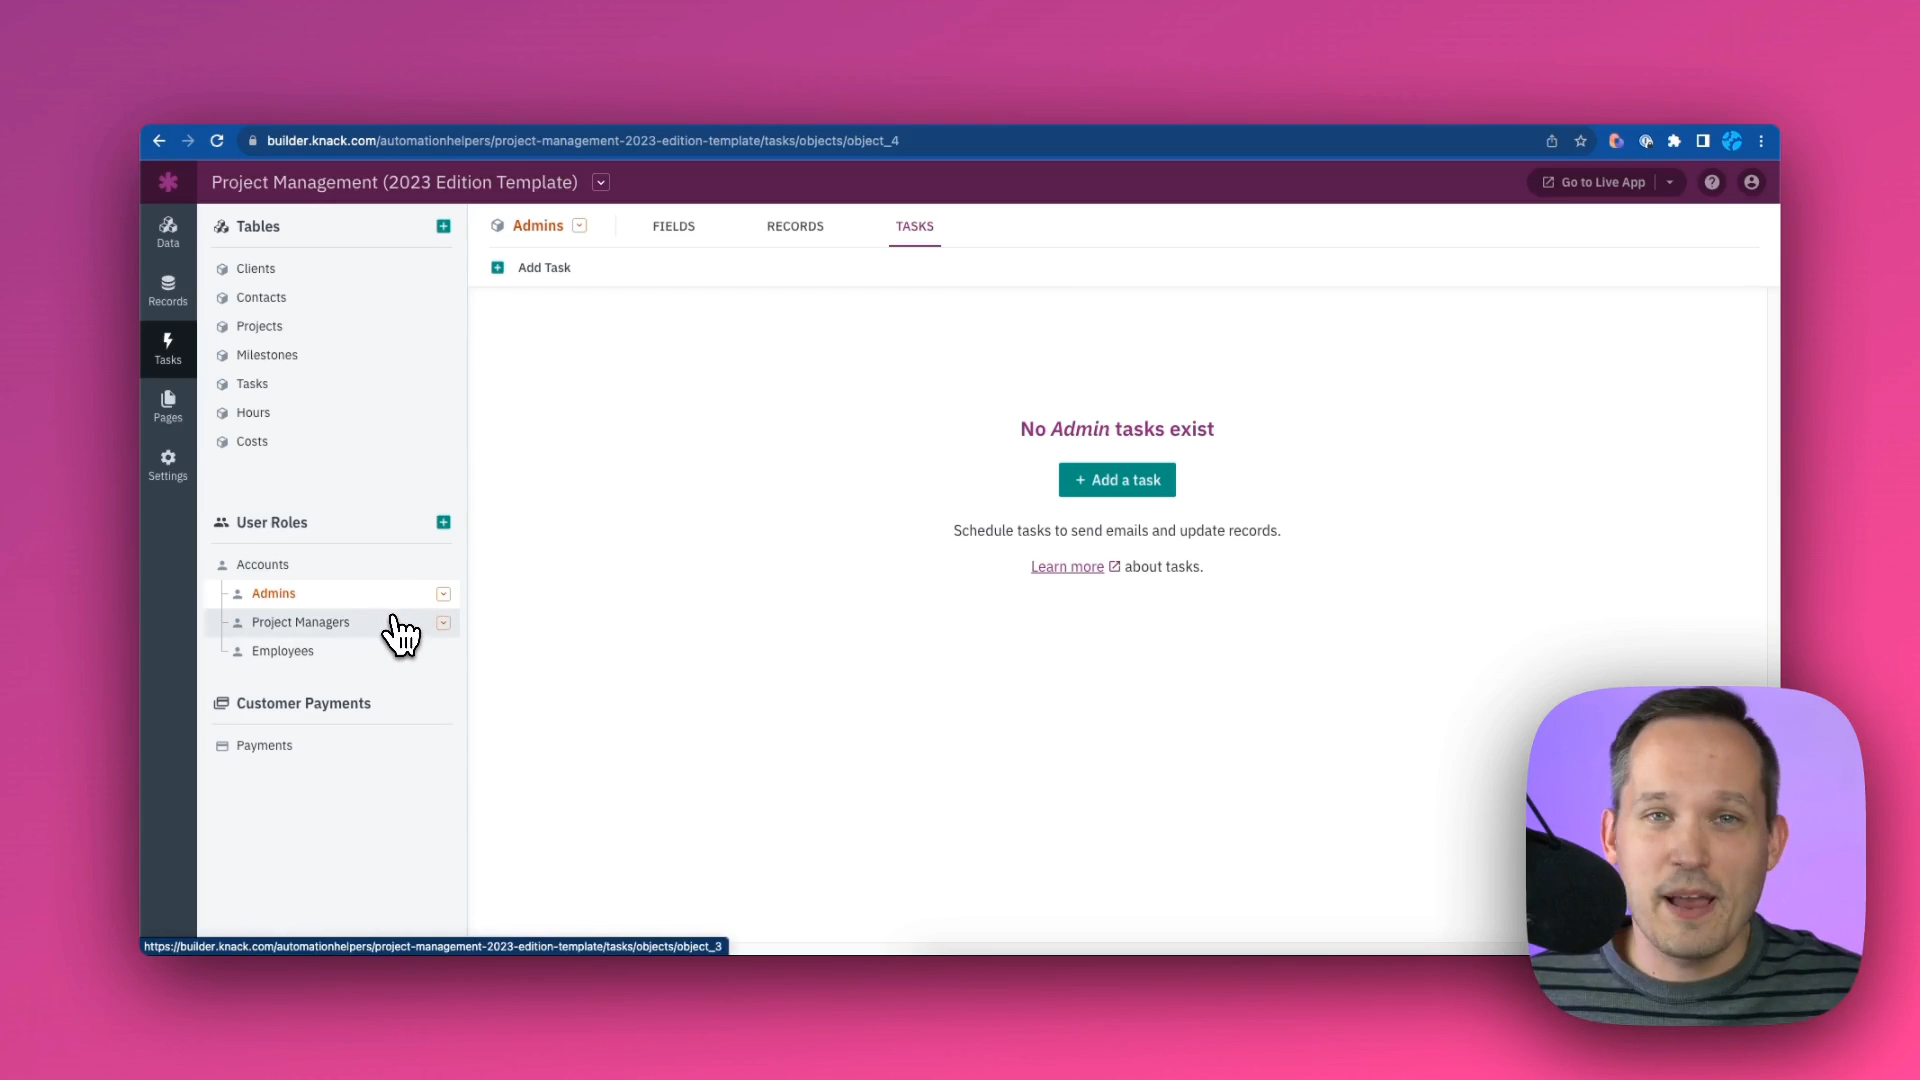 builder.knack.com/automationhelpers/project-management-2023-edition-template/tasks/objects/object_4
Project Management (2023 Edition Template)
Go to Live App
Data
Records
Tasks
Pages
Settings
Tables
Clients
Contacts
Projects
Milestones
Tasks
Hours
Costs
User Roles
Accounts
Admins
Project Managers
Employees
Customer Payments
Payments
Admins
FIELDS
RECORDS
TASKS
Add Task
No Admin tasks exist
+ Add a task
Schedule tasks to send emails and update records.
Learn more about tasks.
https://builder.knack.com/automationhelpers/project-management-2023-edition-template/tasks/objects/object_3